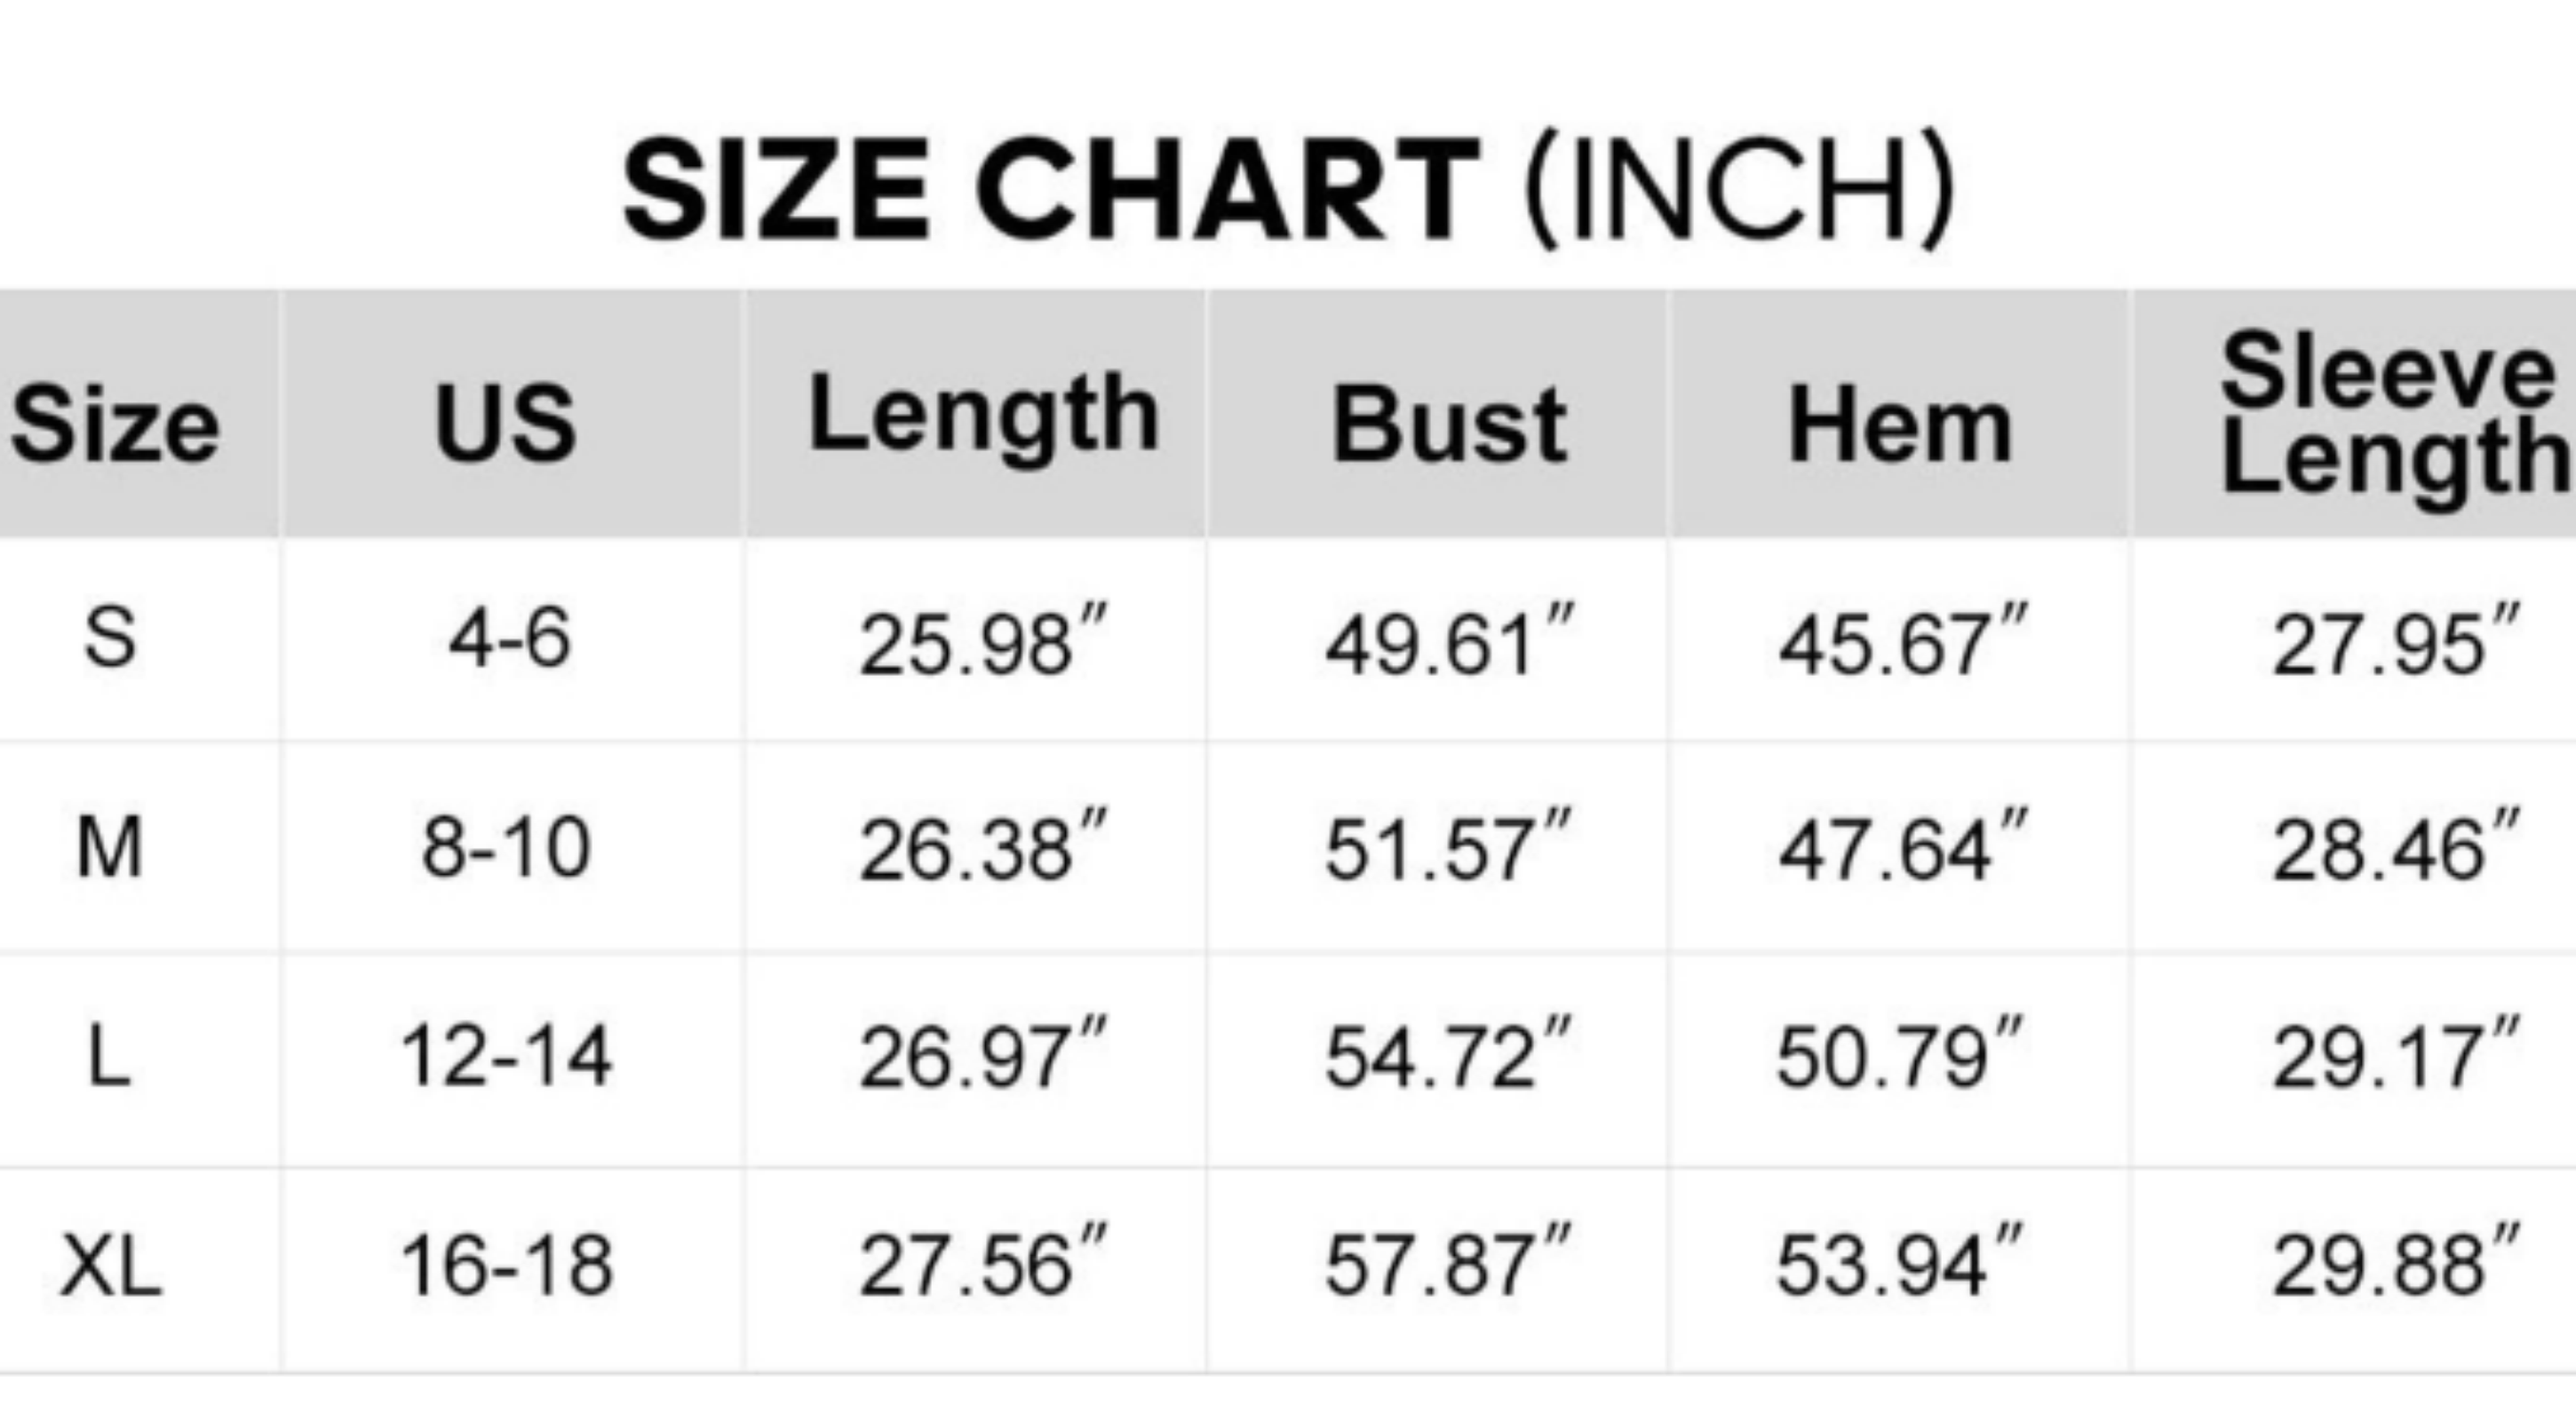 SIZE CHART (INCH)
Size US Length Bust Hem Sleeve Length
S 4-6 25.98″ 49.61″ 45.67″ 27.95″
M 8-10 26.38″ 51.57″ 47.64″ 28.46″
L 12-14 26.97″ 54.72″ 50.79″ 29.17″
XL 16-18 27.56″ 57.87″ 53.94″ 29.88″